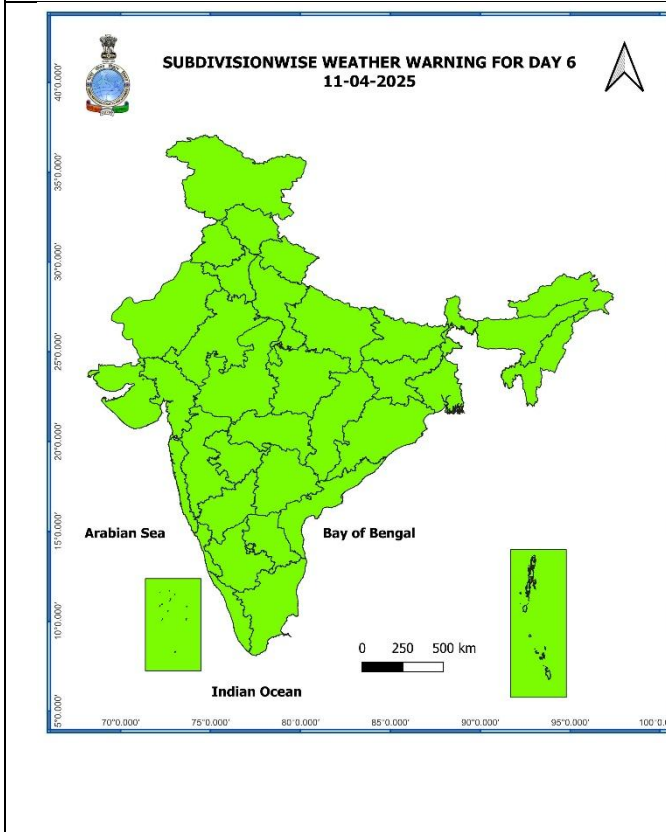 SUBDIVISIONWISE WEATHER WARNING FOR DAY 6
11-04-2025
40°0.000'
35°0.000'
30°0.000'
25°0.000'
20°0.000'
15°0.000'
10°0.000'
5°0.000'
Arabian Sea
Bay of Bengal
0 250 500 km
Indian Ocean
70°0.000' 75°0.000' 80°0.000' 85°0.000' 90°0.000' 95°0.000' 100°0.0